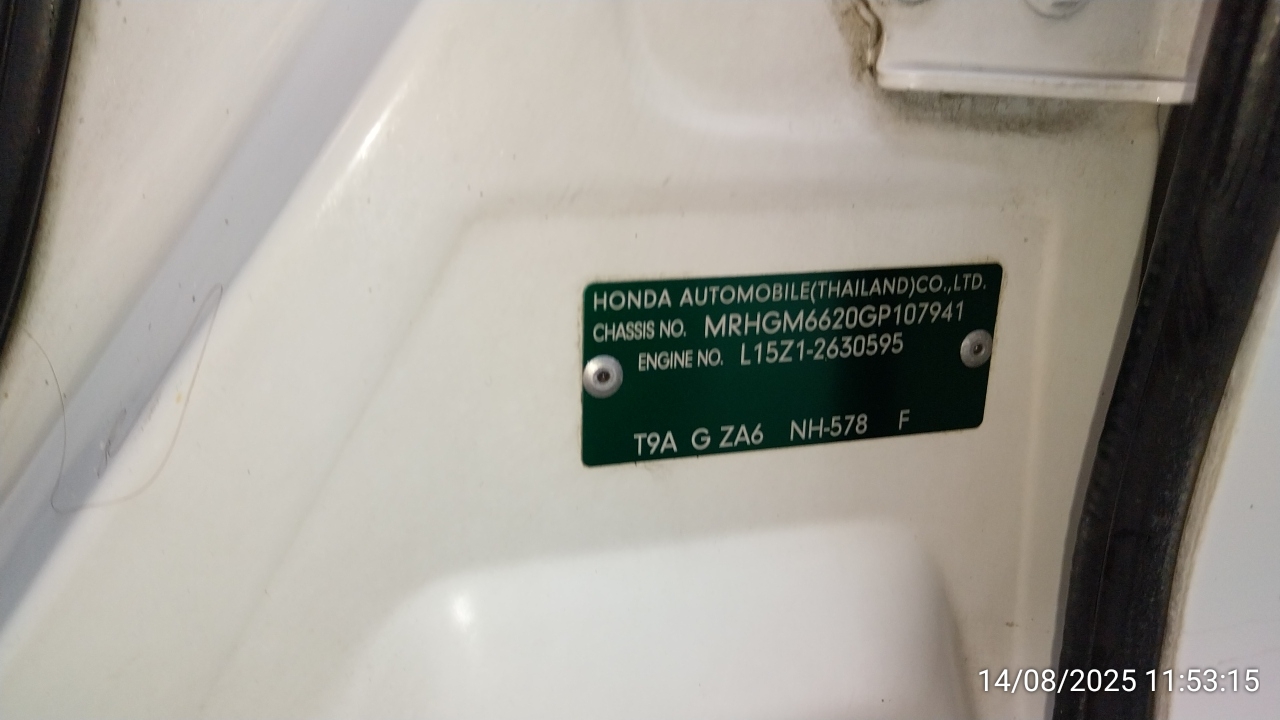 HONDA AUTOMOBILE(THAILAND)CO.,LTD.
CHASSIS NO. MRHGM6620GP107941
ENGINE NO. L15Z1-2630595
T9A G ZA6 NH-578 F
14/08/2025 11:53:15